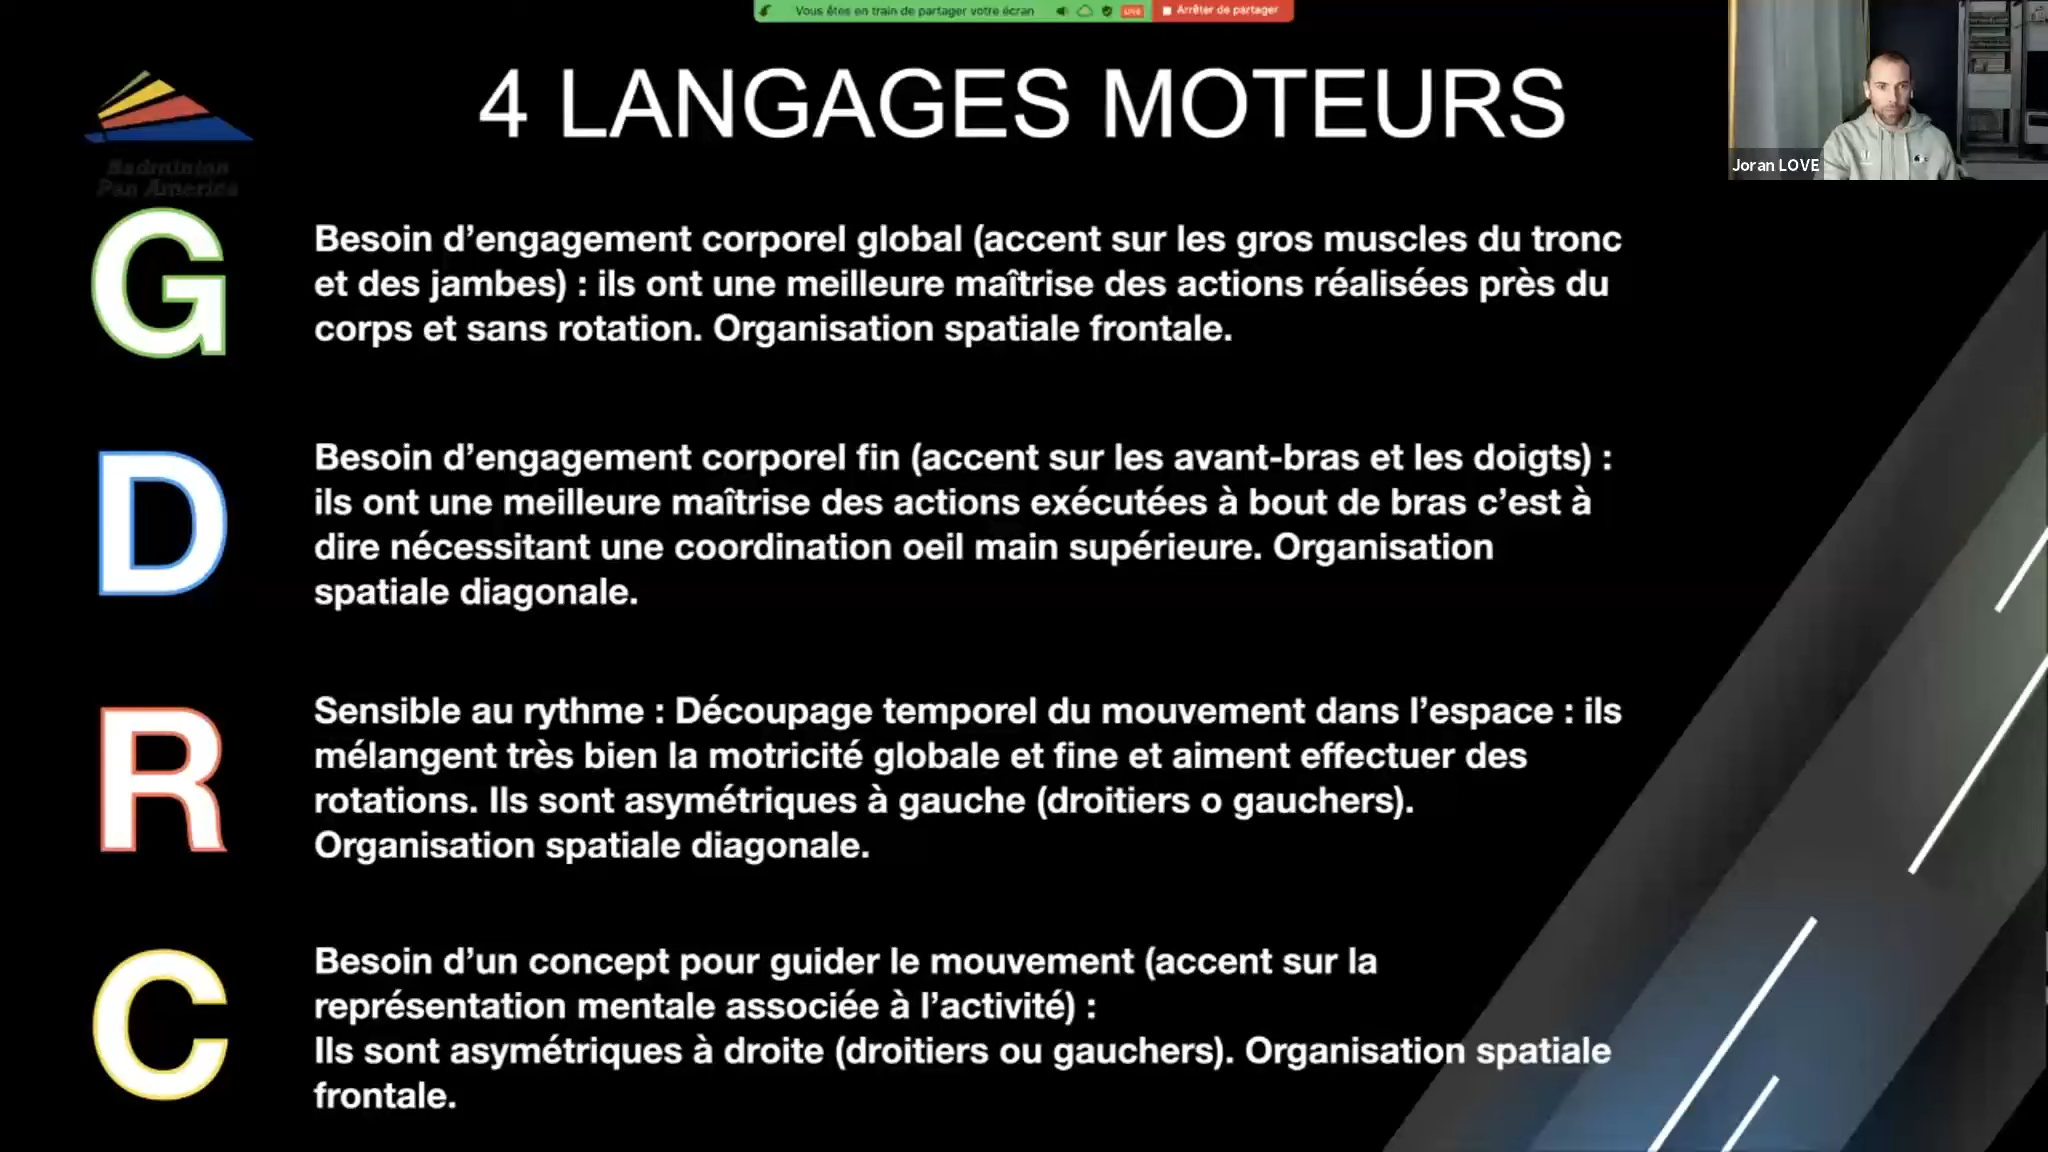 Vous êtes en train de partager votre écran
LIVE
Arrêter de partager
4 LANGAGES MOTEURS
Joran LOVE
Badminton
Pan America
G
Besoin d’engagement corporel global (accent sur les gros muscles du tronc
et des jambes) : ils ont une meilleure maîtrise des actions réalisées près du
corps et sans rotation. Organisation spatiale frontale.
D
Besoin d’engagement corporel fin (accent sur les avant-bras et les doigts) :
ils ont une meilleure maîtrise des actions exécutées à bout de bras c’est à
dire nécessitant une coordination oeil main supérieure. Organisation
spatiale diagonale.
R
Sensible au rythme : Découpage temporel du mouvement dans l’espace : ils
mélangent très bien la motricité globale et fine et aiment effectuer des
rotations. Ils sont asymétriques à gauche (droitiers o gauchers).
Organisation spatiale diagonale.
C
Besoin d’un concept pour guider le mouvement (accent sur la
représentation mentale associée à l’activité) :
Ils sont asymétriques à droite (droitiers ou gauchers). Organisation spatiale
frontale.